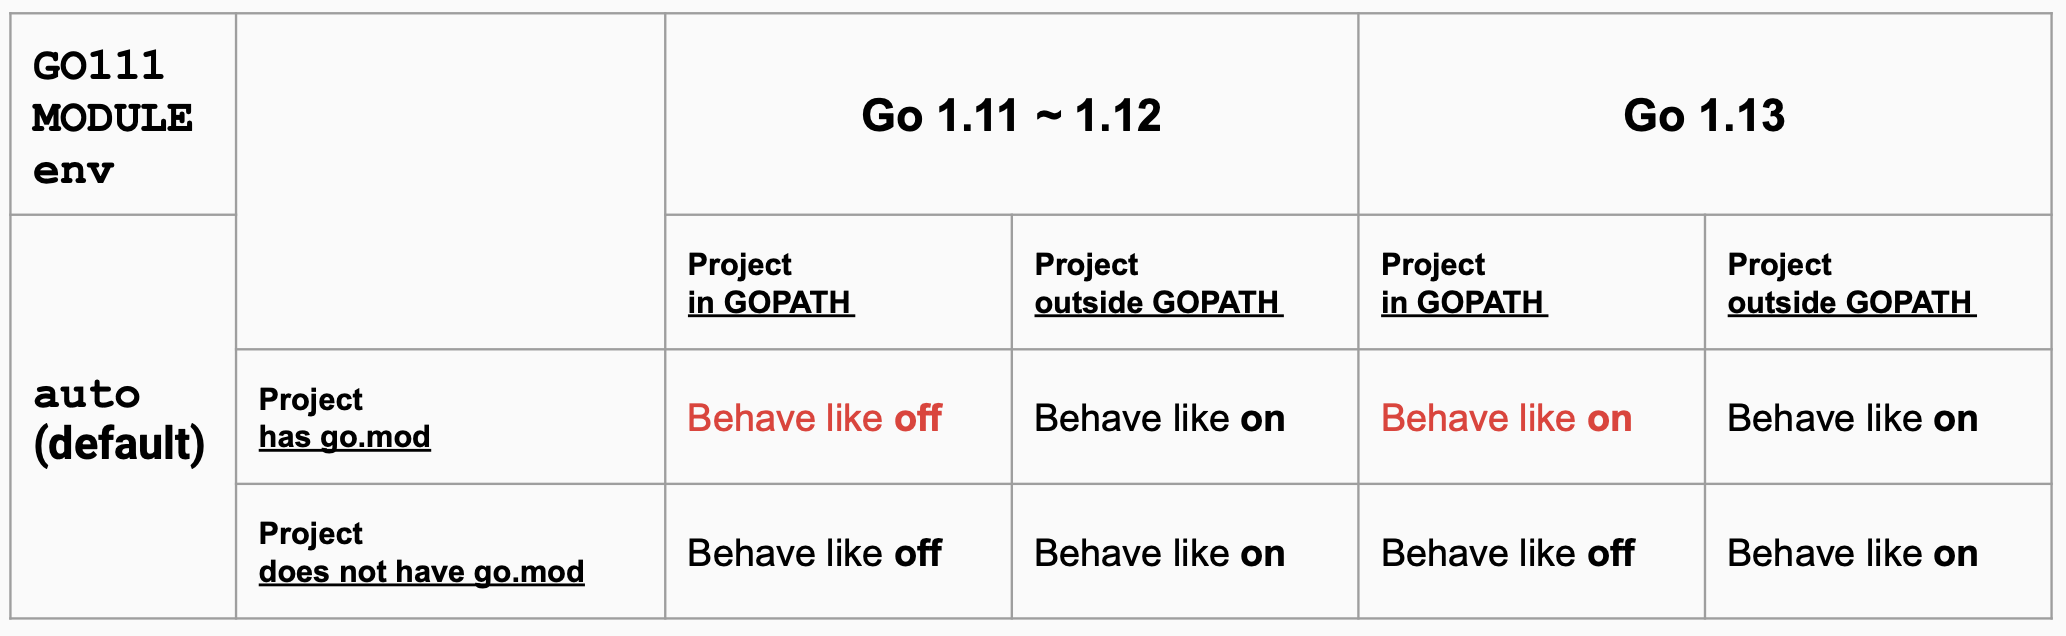 GO111
MODULE
env
Go 1.11 ~ 1.12
Go 1.13
auto
(default)
Project
in GOPATH
Project
outside GOPATH
Project
in GOPATH
Project
outside GOPATH
Project
has go.mod
Behave like off
Behave like on
Behave like on
Behave like on
Project
does not have go.mod
Behave like off
Behave like on
Behave like off
Behave like on